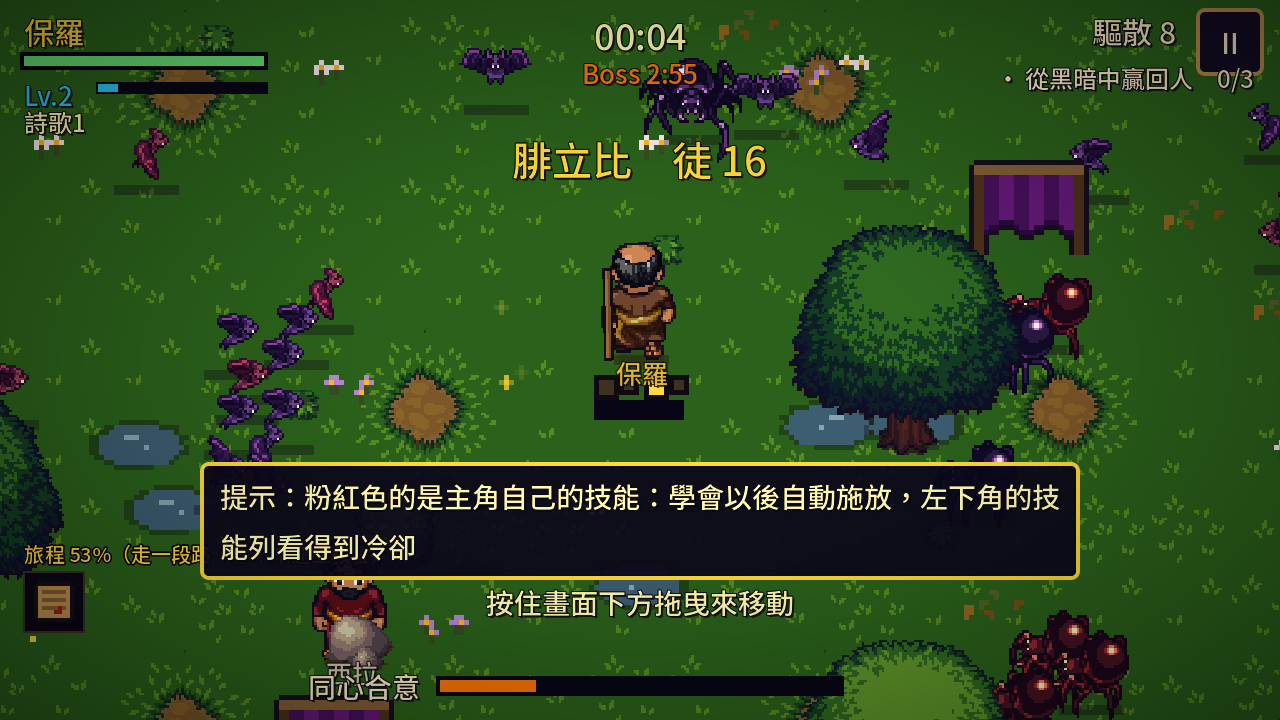 保羅
Lv.2
詩歌1
00:04
Boss 2:55
驅散 8
・ 從黑暗中贏回人 0/3
腓立比 徒 16
保羅
提示：粉紅色的是主角自己的技能：學會以後自動施放，左下角的技
能列看得到冷卻
旅程 53%（走一段
按住畫面下方拖曳來移動
西拉
同心合意